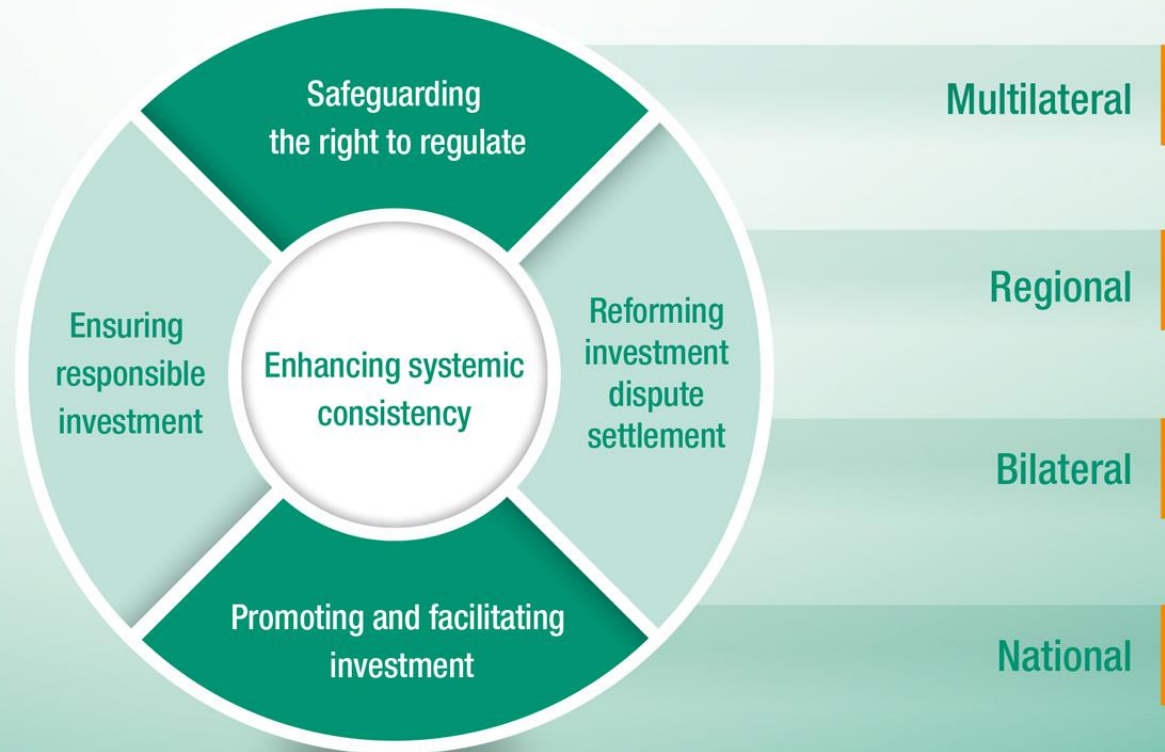 Safeguarding
the right to regulate
Ensuring
responsible
investment
Enhancing systemic
consistency
Reforming
investment
dispute
settlement
Promoting and facilitating
investment
Multilateral
Regional
Bilateral
National